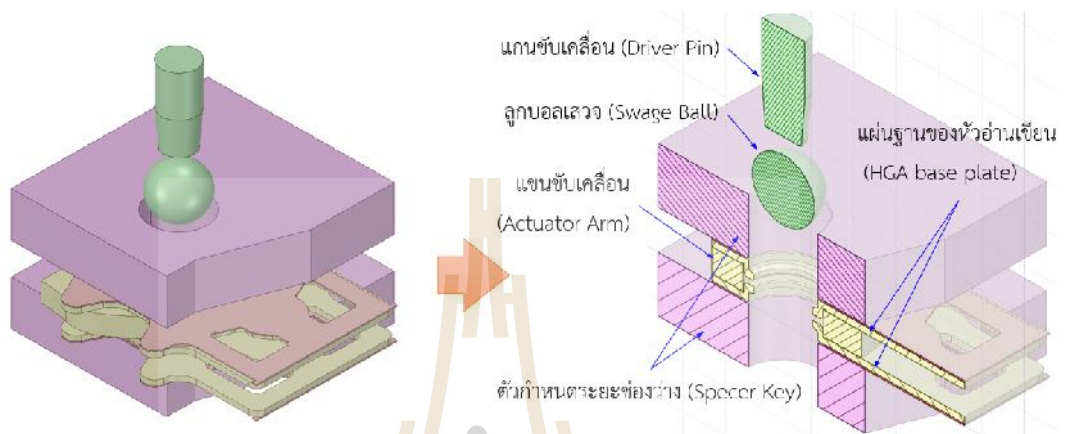 แกนขับเคลื่อน (Driver Pin)
ลูกบอลเสวจ (Swage Ball)
แผ่นฐานของหัวอ่านเขียน
(HGA base plate)
แขนขับเคลื่อน
(Actuator Arm)
ตัวกำหนดระยะช่องว่าง (Specer Key)